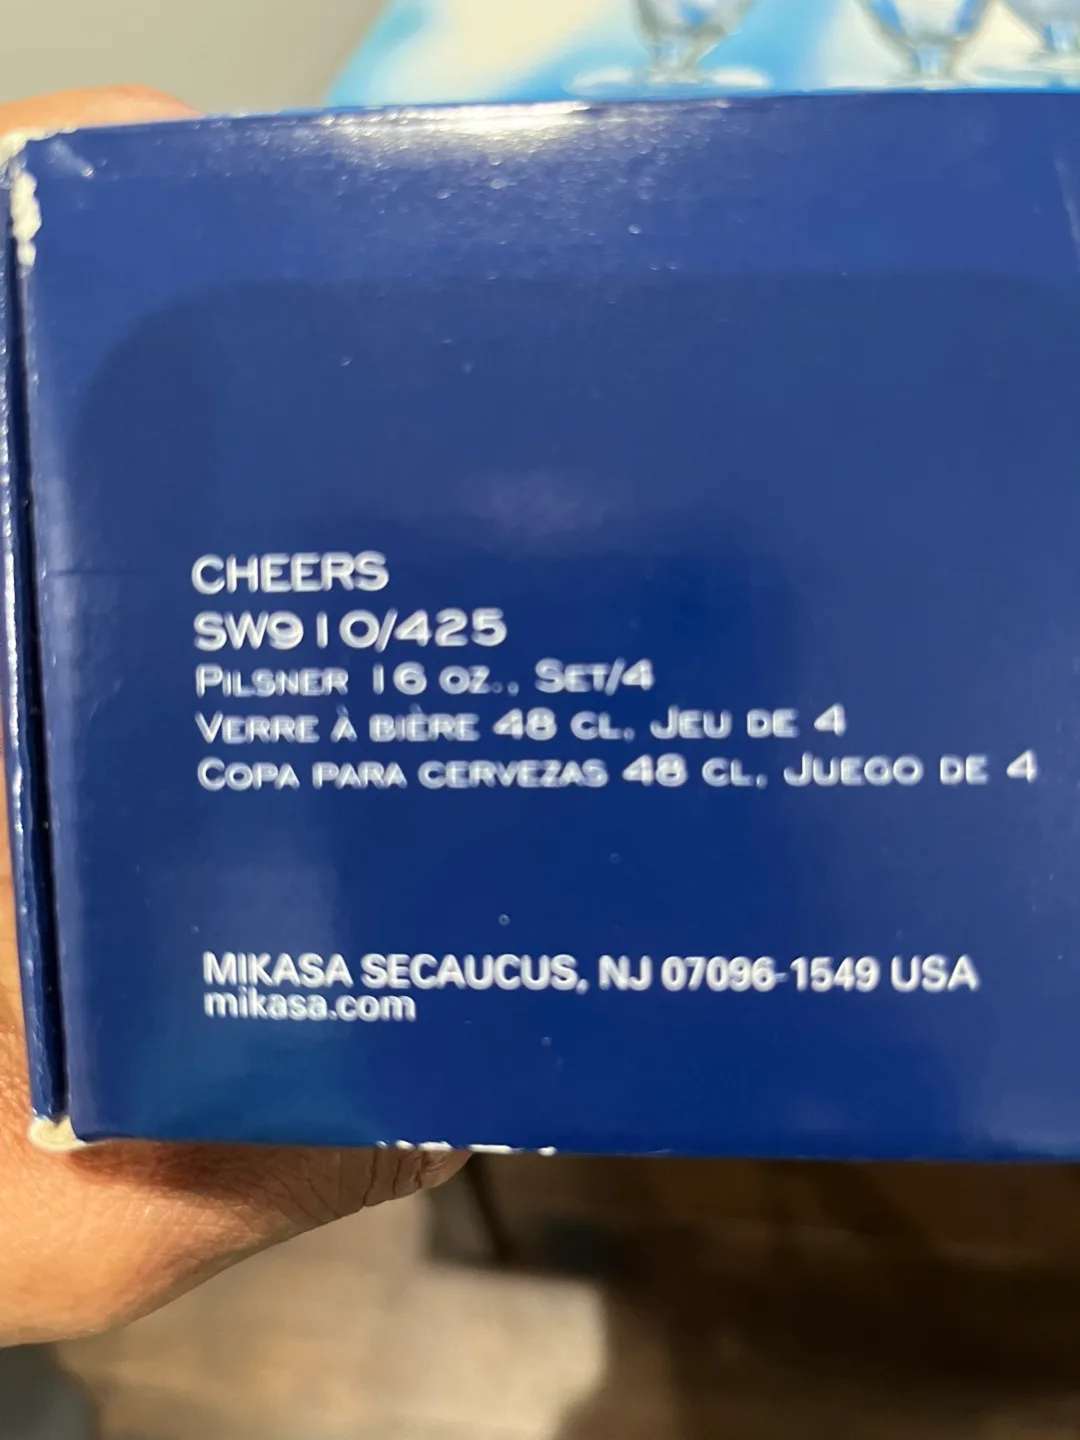 CHEERS
SW910/425
PILSNER 16 OZ., SET/4
VERRE À BIÈRE 48 CL, JEU DE 4
COPA PARA CERVEZAS 48 CL, JUEGO DE 4
MIKASA SECAUCUS, NJ 07096-1549 USA
mikasa.com